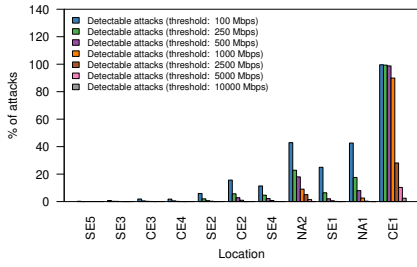 140
120
100
80
60
40
20
0
% of attacks
Detectable attacks (threshold: 100 Mbps)
Detectable attacks (threshold: 250 Mbps)
Detectable attacks (threshold: 500 Mbps)
Detectable attacks (threshold: 1000 Mbps)
Detectable attacks (threshold: 2500 Mbps)
Detectable attacks (threshold: 5000 Mbps)
Detectable attacks (threshold: 10000 Mbps)
SE5
SE3
CE3
CE4
SE2
CE2
SE4
NA2
SE1
NA1
CE1
Location